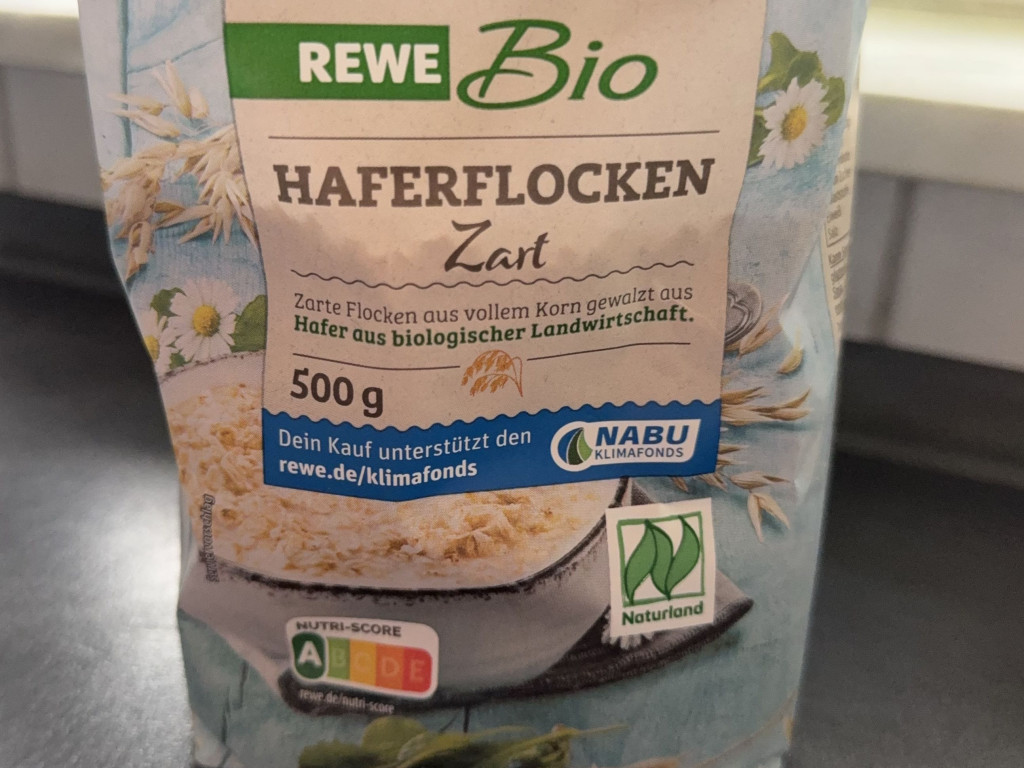 REWE Bio
HAFERFLOCKEN
Zart
Zarte Flocken aus vollem Korn gewalzt aus
Hafer aus biologischer Landwirtschaft.
500 g
Dein Kauf unterstützt den
rewe.de/klimafonds
NABU
KLIMAFONDS
Naturland
NUTRI-SCORE
A B C D E
rewe.de/nutri-score